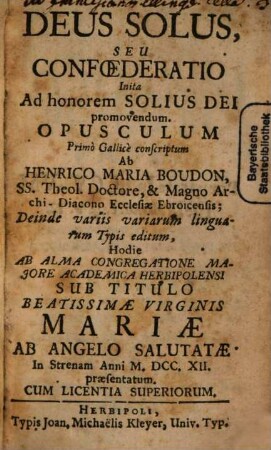 DEUS SOLUS,
SEU
CONFŒDERATIO
Inita
Ad honorem SOLIUS DEI
promovendum.
OPUSCULUM
Primò Gallicè conscriptum
Ab
HENRICO MARIA BOUDON,
SS. Theol. Doctore, & Magno Ar-
chi-Diacono Ecclesiæ Ebroicensis;
Deinde variis variarum lingua-
rum Typis editum,
Hodie
AB ALMA CONGREGATIONE MA-
JORE ACADEMICA HERBIPOLENSI
SUB TITULO
BEATISSIMÆ VIRGINIS
MARIÆ
AB ANGELO SALUTATÆ
In Strenam Anni M. DCC. XII.
præsentatum.
CUM LICENTIA SUPERIORUM.
HERBIPOLI,
Typis Joan. Michaëlis Kleyer, Univ. Typ.
Bayerische
Staatsbibliothek